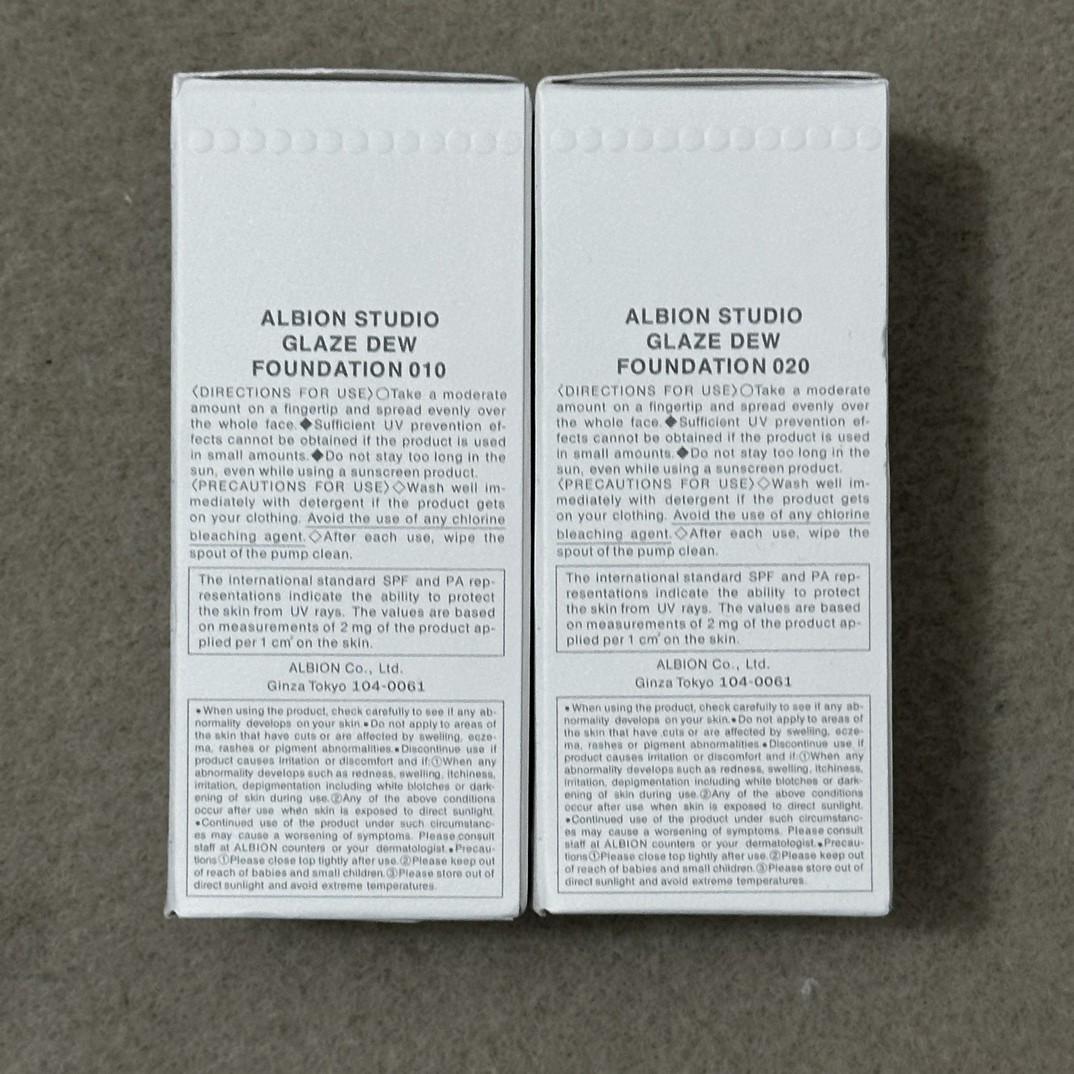 ALBION STUDIO
GLAZE DEW
FOUNDATION 010
〈DIRECTIONS FOR USE〉○Take a moderate
amount on a fingertip and spread evenly over
the whole face.◆Sufficient UV prevention ef-
fects cannot be obtained if the product is used
in small amounts.◆Do not stay too long in the
sun, even while using a sunscreen product.
〈PRECAUTIONS FOR USE〉◇Wash well im-
mediately with detergent if the product gets
on your clothing. Avoid the use of any chlorine
bleaching agent.◇After each use, wipe the
spout of the pump clean.
The international standard SPF and PA rep-
resentations indicate the ability to protect
the skin from UV rays. The values are based
on measurements of 2 mg of the product ap-
plied per 1 cm² on the skin.
ALBION Co., Ltd.
Ginza Tokyo 104-0061
•When using the product, check carefully to see if any ab-
normality develops on your skin.•Do not apply to areas of
the skin that have cuts or are affected by swelling, ecze-
ma, rashes or pigment abnormalities.•Discontinue use if
product causes irritation or discomfort and if:①When any
abnormality develops such as redness, swelling, itchiness,
irritation, depigmentation including white blotches or dark-
ening of skin during use.②Any of the above conditions
occur after use when skin is exposed to direct sunlight.
•Continued use of the product under such circumstanc-
es may cause a worsening of symptoms. Please consult
staff at ALBION counters or your dermatologist.•Precau-
tions①Please close top tightly after use.②Please keep out
of reach of babies and small children.③Please store out of
direct sunlight and avoid extreme temperatures.
ALBION STUDIO
GLAZE DEW
FOUNDATION 020
〈DIRECTIONS FOR USE〉○Take a moderate
amount on a fingertip and spread evenly over
the whole face.◆Sufficient UV prevention ef-
fects cannot be obtained if the product is used
in small amounts.◆Do not stay too long in the
sun, even while using a sunscreen product.
〈PRECAUTIONS FOR USE〉◇Wash well im-
mediately with detergent if the product gets
on your clothing. Avoid the use of any chlorine
bleaching agent.◇After each use, wipe the
spout of the pump clean.
The international standard SPF and PA rep-
resentations indicate the ability to protect
the skin from UV rays. The values are based
on measurements of 2 mg of the product ap-
plied per 1 cm² on the skin.
ALBION Co., Ltd.
Ginza Tokyo 104-0061
•When using the product, check carefully to see if any ab-
normality develops on your skin.•Do not apply to areas of
the skin that have cuts or are affected by swelling, ecze-
ma, rashes or pigment abnormalities.•Discontinue use if
product causes irritation or discomfort and if:①When any
abnormality develops such as redness, swelling, itchiness,
irritation, depigmentation including white blotches or dark-
ening of skin during use.②Any of the above conditions
occur after use when skin is exposed to direct sunlight.
•Continued use of the product under such circumstanc-
es may cause a worsening of symptoms. Please consult
staff at ALBION counters or your dermatologist.•Precau-
tions①Please close top tightly after use.②Please keep out
of reach of babies and small children.③Please store out of
direct sunlight and avoid extreme temperatures.